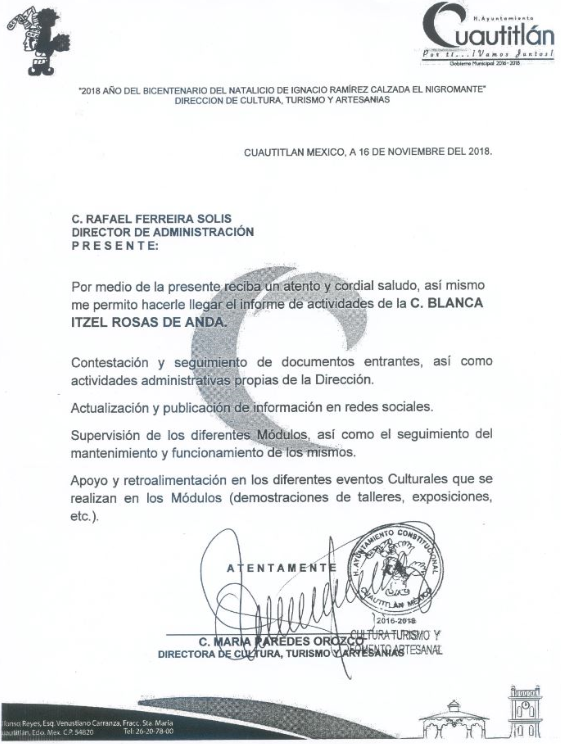 H. Ayuntamiento
Cuautitlán
Por ti...¡Vamos Juntos!
Gobierno Municipal 2016 - 2018
"2018 AÑO DEL BICENTENARIO DEL NATALICIO DE IGNACIO RAMÍREZ CALZADA EL NIGROMANTE"
DIRECCION DE CULTURA, TURISMO Y ARTESANIAS
CUAUTITLAN MEXICO, A 16 DE NOVIEMBRE DEL 2018.
C. RAFAEL FERREIRA SOLIS
DIRECTOR DE ADMINISTRACIÓN
P R E S E N T E:
Por medio de la presente reciba un atento y cordial saludo, así mismo
me permito hacerle llegar el informe de actividades de la C. BLANCA
ITZEL ROSAS DE ANDA.
Contestación y seguimiento de documentos entrantes, así como
actividades administrativas propias de la Dirección.
Actualización y publicación de información en redes sociales.
Supervisión de los diferentes Módulos, así como el seguimiento del
mantenimiento y funcionamiento de los mismos.
Apoyo y retroalimentación en los diferentes eventos Culturales que se
realizan en los Módulos (demostraciones de talleres, exposiciones,
etc.).
A T E N T A M E N T E
H. AYUNTAMIENTO CONSTITUCIONAL
CUAUTITLÁN MÉXICO
2016-2018
CULTURA TURISMO Y
FOMENTO ARTESANAL
C. MARIA PAREDES OROZCO
DIRECTORA DE CULTURA, TURISMO Y ARTESANIAS
Alfonso Reyes, Esq. Venustiano Carranza, Fracc. Sta. María
Cuautitlán, Edo. Mex. C.P. 54820 Tel: 26-20-78-00